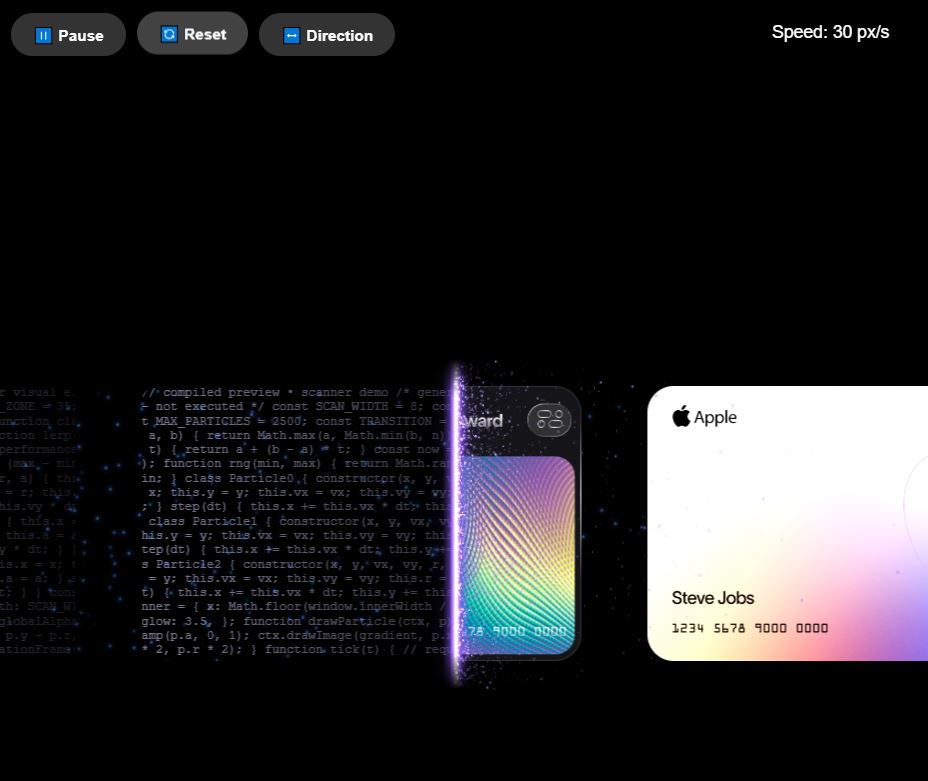 Pause
Reset
Direction
Speed: 30 px/s
// compiled preview • scanner demo /* gene
- not executed */ const SCAN_WIDTH = 8; co
t MAX_PARTICLES = 2500; const TRANSITION =
a, b) { return Math.max(a, Math.min(b, n)
t) { return a + (b - a) * t; } const now
); function rng(min, max) { return Math.ra
in; } class Particle0 { constructor(x, y,
x; this.y = y; this.vx = vx; this.vy = vy
; } step(dt) { this.x += this.vx * dt; th
class Particle1 { constructor(x, y, vx, v
his.y = y; this.vx = vx; this.vy = vy; th
tep(dt) { this.x += this.vx * dt; this.y +
s Particle2 { constructor(x, y, vx, vy, r,
= y; this.vx = vx; this.vy = vy; this.r =
t) { this.x += this.vx * dt; this.y += thi
nner = { x: Math.floor(window.innerWidth /
glow: 3.5, }; function drawParticle(ctx, p
amp(p.a, 0, 1); ctx.drawImage(gradient, p.
* 2, p.r * 2); } function tick(t) { // req
ward
78 9000 0000
Apple
Steve Jobs
1234 5678 9000 0000